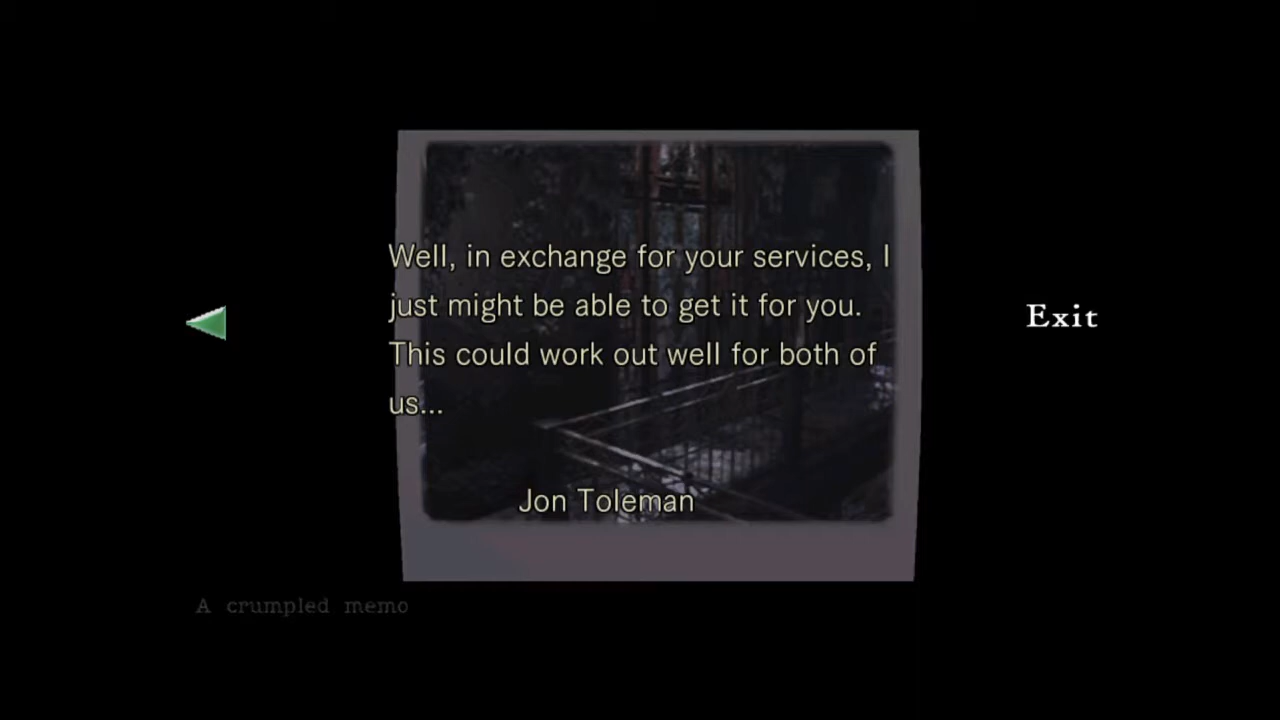 Well, in exchange for your services, I
just might be able to get it for you.
This could work out well for both of
us...
Jon Toleman
Exit
A crumpled memo